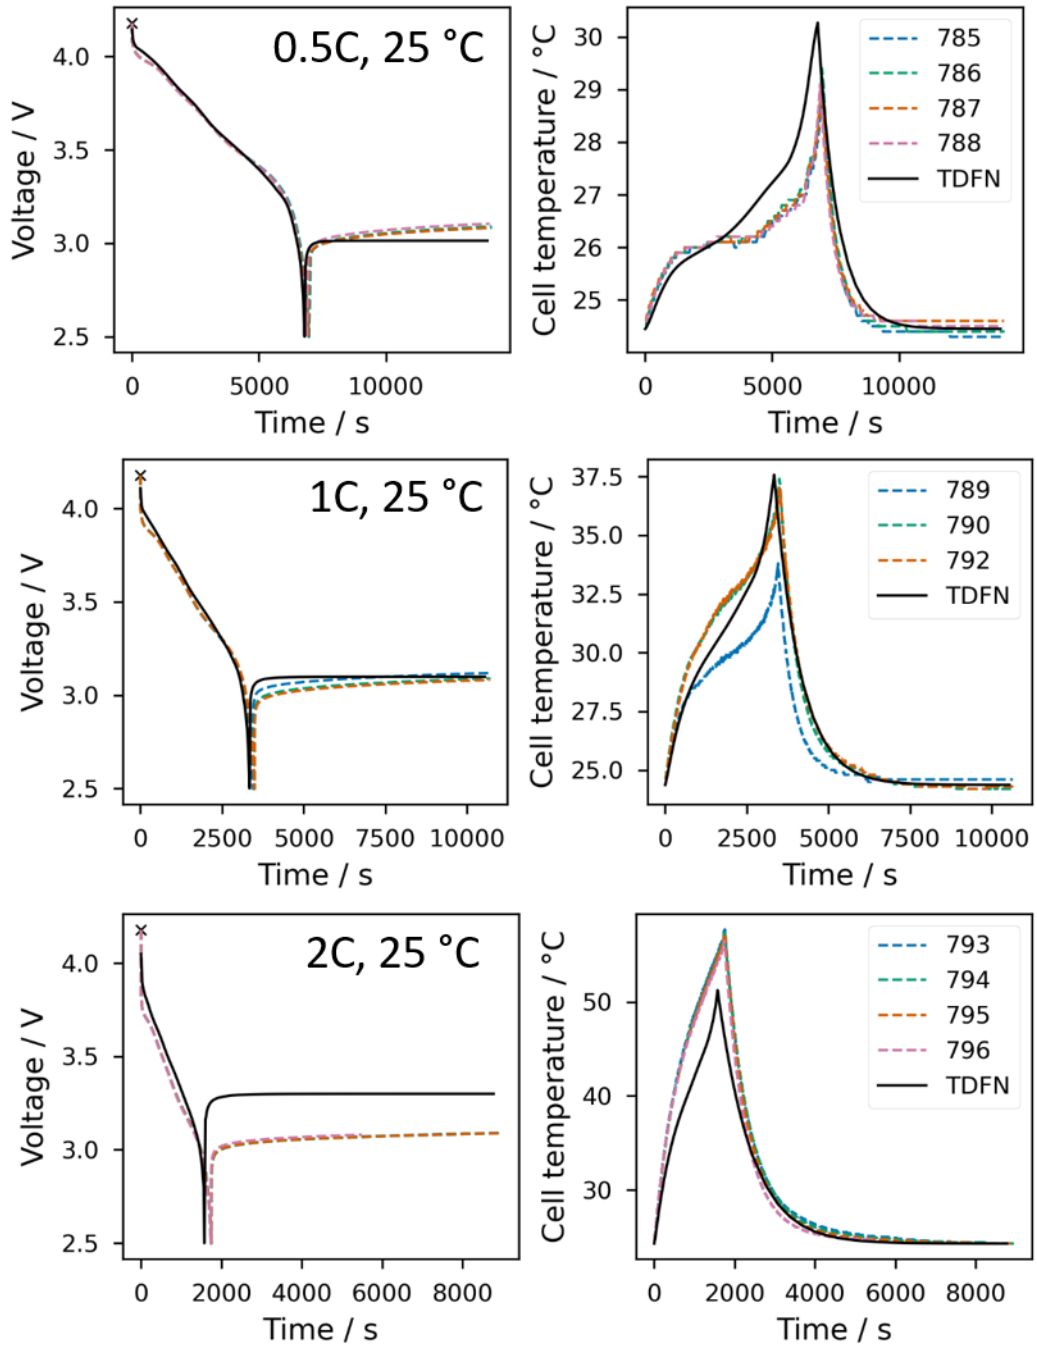 0.5C, 25 °C
Voltage / V
4.0
3.5
3.0
2.5
0 5000 10000
Time / s
Cell temperature / °C
30
29
28
27
26
25
0 5000 10000
Time / s
785
786
787
788
TDFN
1C, 25 °C
Voltage / V
4.0
3.5
3.0
2.5
0 2500 5000 7500 10000
Time / s
Cell temperature / °C
37.5
35.0
32.5
30.0
27.5
25.0
0 2500 5000 7500 10000
Time / s
789
790
792
TDFN
2C, 25 °C
Voltage / V
4.0
3.5
3.0
2.5
0 2000 4000 6000 8000
Time / s
Cell temperature / °C
50
40
30
0 2000 4000 6000 8000
Time / s
793
794
795
796
TDFN